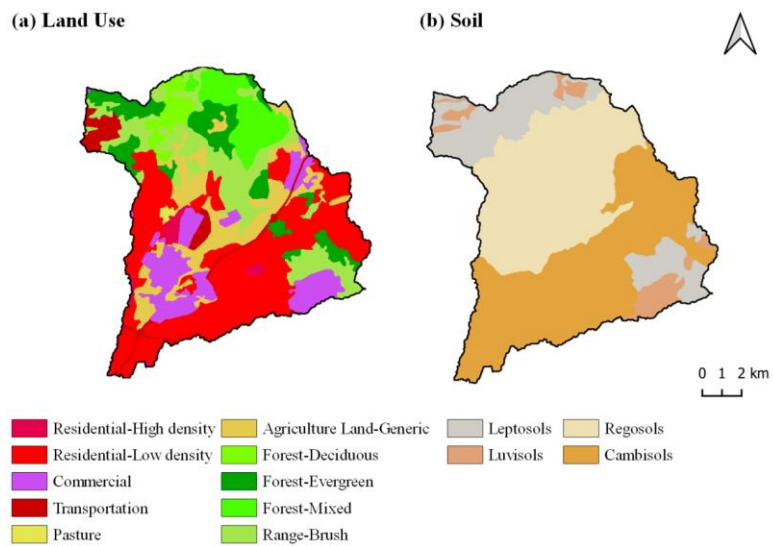 (a) Land Use
(b) Soil
0 1 2 km
Residential-High density
Agriculture Land-Generic
Leptosols
Regosols
Residential-Low density
Forest-Deciduous
Luvisols
Cambisols
Commercial
Forest-Evergreen
Transportation
Forest-Mixed
Pasture
Range-Brush